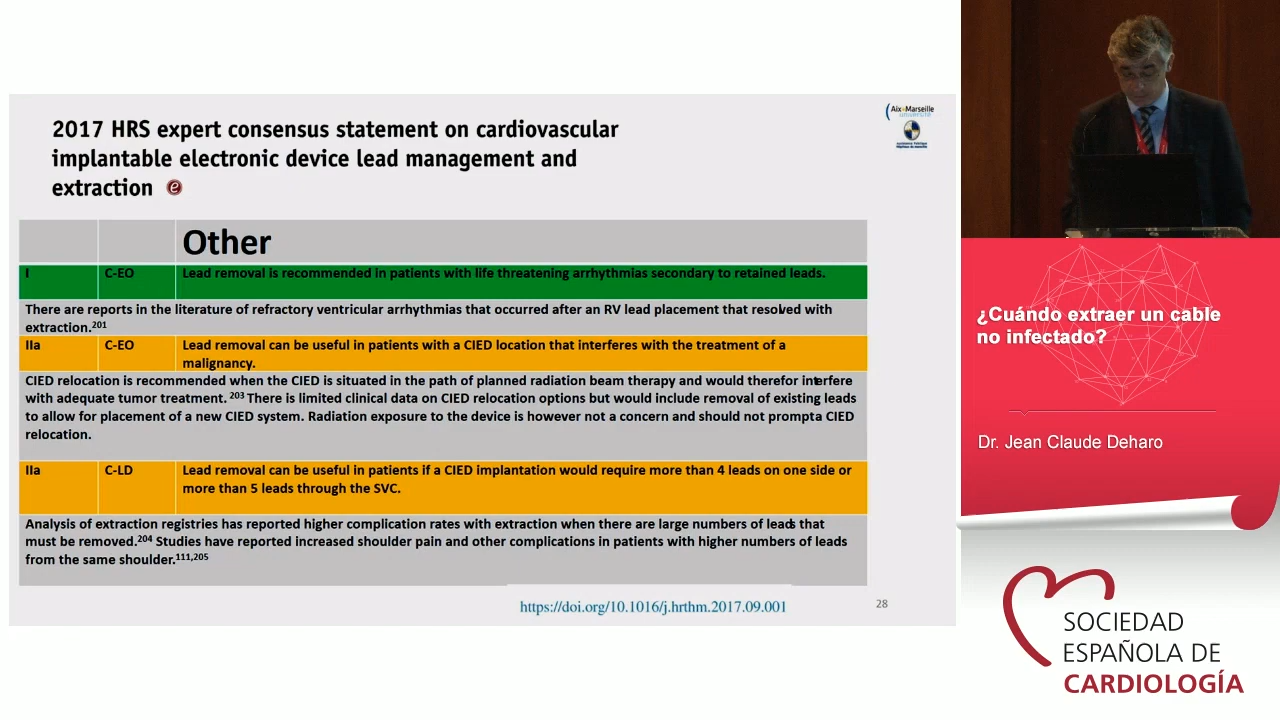 2017 HRS expert consensus statement on cardiovascular
implantable electronic device lead management and
extraction e
Aix*Marseille
université
Other
I C-EO Lead removal is recommended in patients with life threatening arrhythmias secondary to retained leads.
There are reports in the literature of refractory ventricular arrhythmias that occurred after an RV lead placement that resolved with
extraction.201
IIa C-EO Lead removal can be useful in patients with a CIED location that interferes with the treatment of a
malignancy.
CIED relocation is recommended when the CIED is situated in the path of planned radiation beam therapy and would therefor interfere
with adequate tumor treatment. 203 There is limited clinical data on CIED relocation options but would include removal of existing leads
to allow for placement of a new CIED system. Radiation exposure to the device is however not a concern and should not prompta CIED
relocation.
IIa C-LD Lead removal can be useful in patients if a CIED implantation would require more than 4 leads on one side or
more than 5 leads through the SVC.
Analysis of extraction registries has reported higher complication rates with extraction when there are large numbers of leads that
must be removed.204 Studies have reported increased shoulder pain and other complications in patients with higher numbers of leads
from the same shoulder.111,205
https://doi.org/10.1016/j.hrthm.2017.09.001
28
¿Cuándo extraer un cable
no infectado?
Dr. Jean Claude Deharo
SOCIEDAD
ESPAÑOLA DE
CARDIOLOGÍA